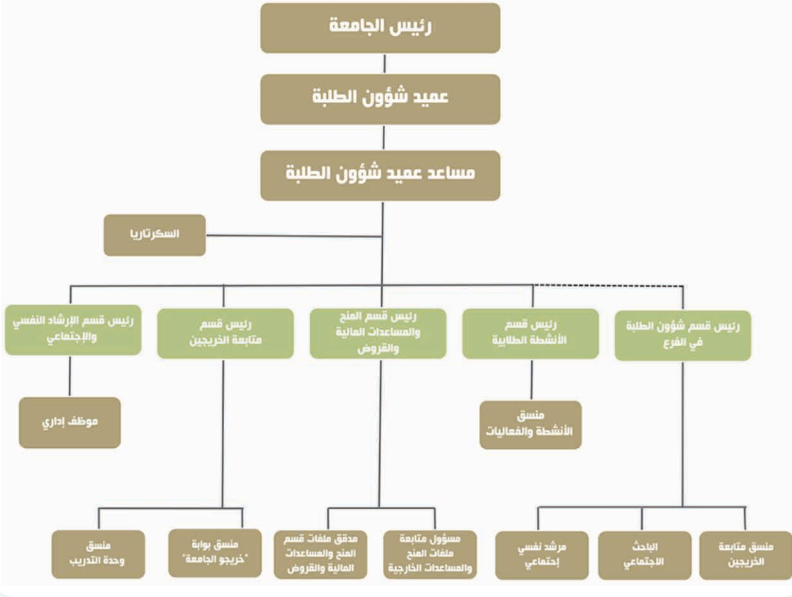 رئيس الجامعة
عميد شؤون الطلبة
مساعد عميد شؤون الطلبة
السكرتاريا
رئيس قسم شؤون الطلبة
في الفرع
رئيس قسم
الأنشطة الطلابية
رئيس قسم المنح
والمساعدات المالية
والقروض
رئيس قسم
متابعة الخريجين
رئيس قسم الإرشاد النفسي
والإجتماعي
منسق
الأنشطة والفعاليات
موظف إداري
منسق متابعة
الخريجين
الباحث
الاجتماعي
مرشد نفسي
إجتماعي
مسؤول متابعة
ملفات المنح
والمساعدات الخارجية
مدقق ملفات قسم
المنح والمساعدات
المالية والقروض
منسق بوابة
"خريجو الجامعة"
منسق
وحدة التدريب